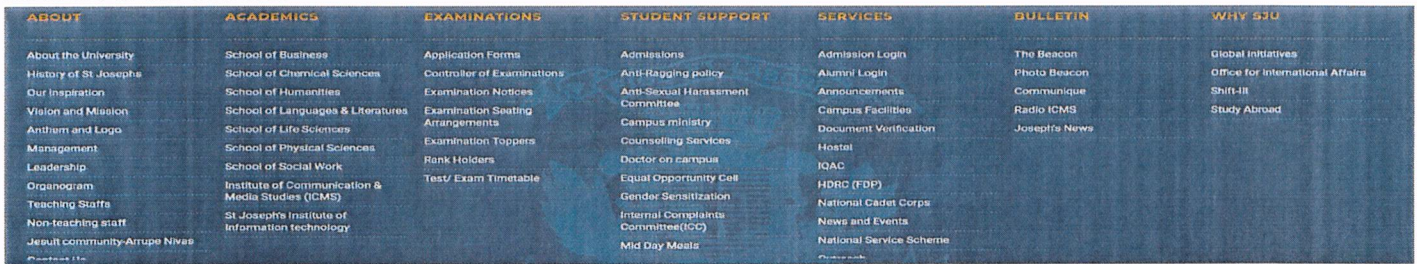 ABOUT
About the University
History of St Josephs
Our Inspiration
Vision and Mission
Anthem and Logo
Management
Leadership
Organogram
Teaching Staffs
Non-teaching staff
Jesuit community-Arrupe Nivas
Contact Us
ACADEMICS
School of Business
School of Chemical Sciences
School of Humanities
School of Languages & Literatures
School of Life Sciences
School of Physical Sciences
School of Social Work
Institute of Communication &
Media Studies (ICMS)
St Joseph's Institute of
Information technology
EXAMINATIONS
Application Forms
Controller of Examinations
Examination Notices
Examination Seating
Arrangements
Examination Toppers
Rank Holders
Test/ Exam Timetable
STUDENT SUPPORT
Admissions
Anti-Ragging policy
Anti-Sexual Harassment
Committee
Campus ministry
Counselling Services
Doctor on campus
Equal Opportunity Cell
Gender Sensitization
Internal Complaints
Committee(ICC)
Mid Day Meals
SERVICES
Admission Login
Alumni Login
Announcements
Campus Facilities
Document Verification
Hostel
IQAC
HDRC (FDP)
National Cadet Corps
News and Events
National Service Scheme
Outreach
BULLETIN
The Beacon
Photo Beacon
Communique
Radio ICMS
Joseph's News
WHY SJU
Global Initiatives
Office for International Affairs
Shift-III
Study Abroad